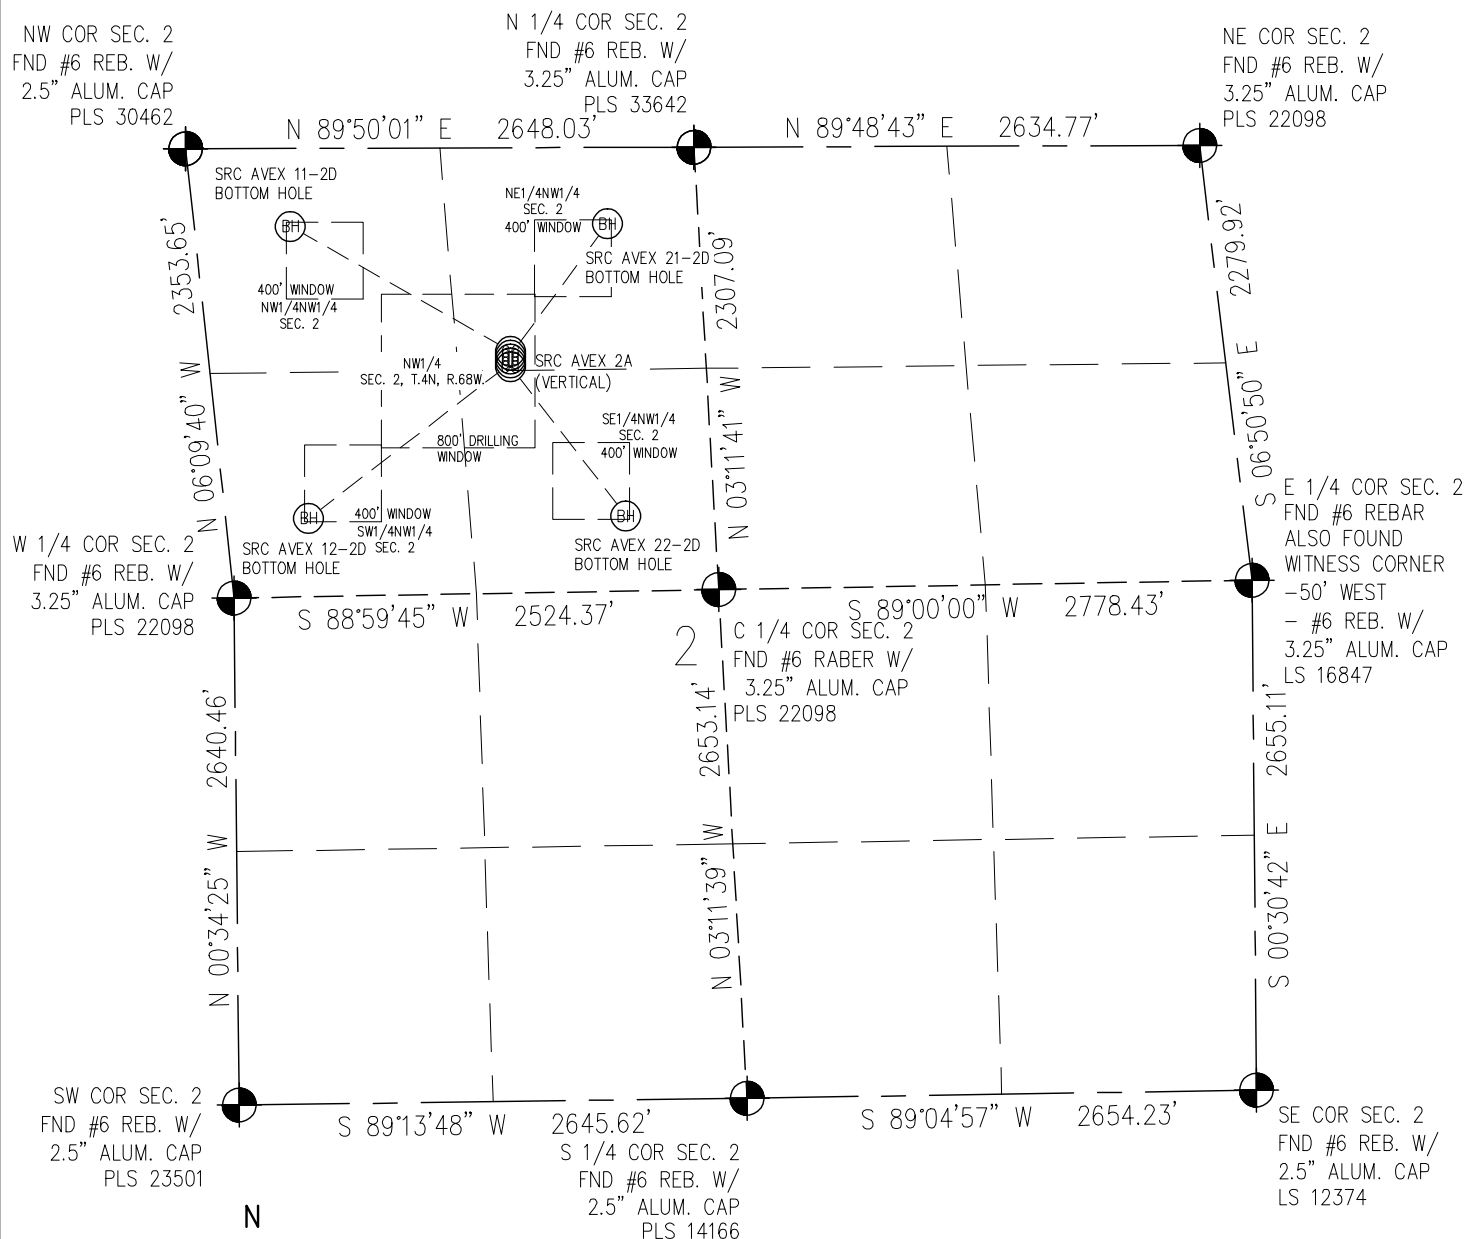 NW COR SEC. 2
FND #6 REB. W/
2.5" ALUM. CAP
PLS 30462
N 1/4 COR SEC. 2
FND #6 REB. W/
3.25" ALUM. CAP
PLS 33642
NE COR SEC. 2
FND #6 REB. W/
3.25" ALUM. CAP
PLS 22098
N 89°50'01" E 2648.03'
N 89°48'43" E 2634.77'
SRC AVEX 11-2D
BOTTOM HOLE
BH
400' WINDOW
NW1/4NW1/4
SEC. 2
NE1/4NW1/4
SEC. 2
400' WINDOW
BH
SRC AVEX 21-2D
BOTTOM HOLE
N 06°09'40" W 2353.65'
N 03°11'41" W 2307.09'
S 06°50'50" E 2279.92'
NW1/4
SEC. 2, T.4N, R.68W.
SRC AVEX 2A
(VERTICAL)
800' DRILLING
WINDOW
SE1/4NW1/4
SEC. 2
400' WINDOW
BH
400' WINDOW
SW1/4NW1/4
SEC. 2
BH
SRC AVEX 12-2D
BOTTOM HOLE
SRC AVEX 22-2D
BOTTOM HOLE
W 1/4 COR SEC. 2
FND #6 REB. W/
3.25" ALUM. CAP
PLS 22098
E 1/4 COR SEC. 2
FND #6 REBAR
ALSO FOUND
WITNESS CORNER
-50' WEST
- #6 REB. W/
3.25" ALUM. CAP
LS 16847
S 88°59'45" W 2524.37'
S 89°00'00" W 2778.43'
2
C 1/4 COR SEC. 2
FND #6 RABER W/
3.25" ALUM. CAP
PLS 22098
N 00°34'25" W 2640.46'
N 03°11'39" W 2653.14'
S 00°30'42" E 2655.11'
SW COR SEC. 2
FND #6 REB. W/
2.5" ALUM. CAP
PLS 23501
S 89°13'48" W 2645.62'
S 89°04'57" W 2654.23'
S 1/4 COR SEC. 2
FND #6 REB. W/
2.5" ALUM. CAP
PLS 14166
SE COR SEC. 2
FND #6 REB. W/
2.5" ALUM. CAP
LS 12374
N